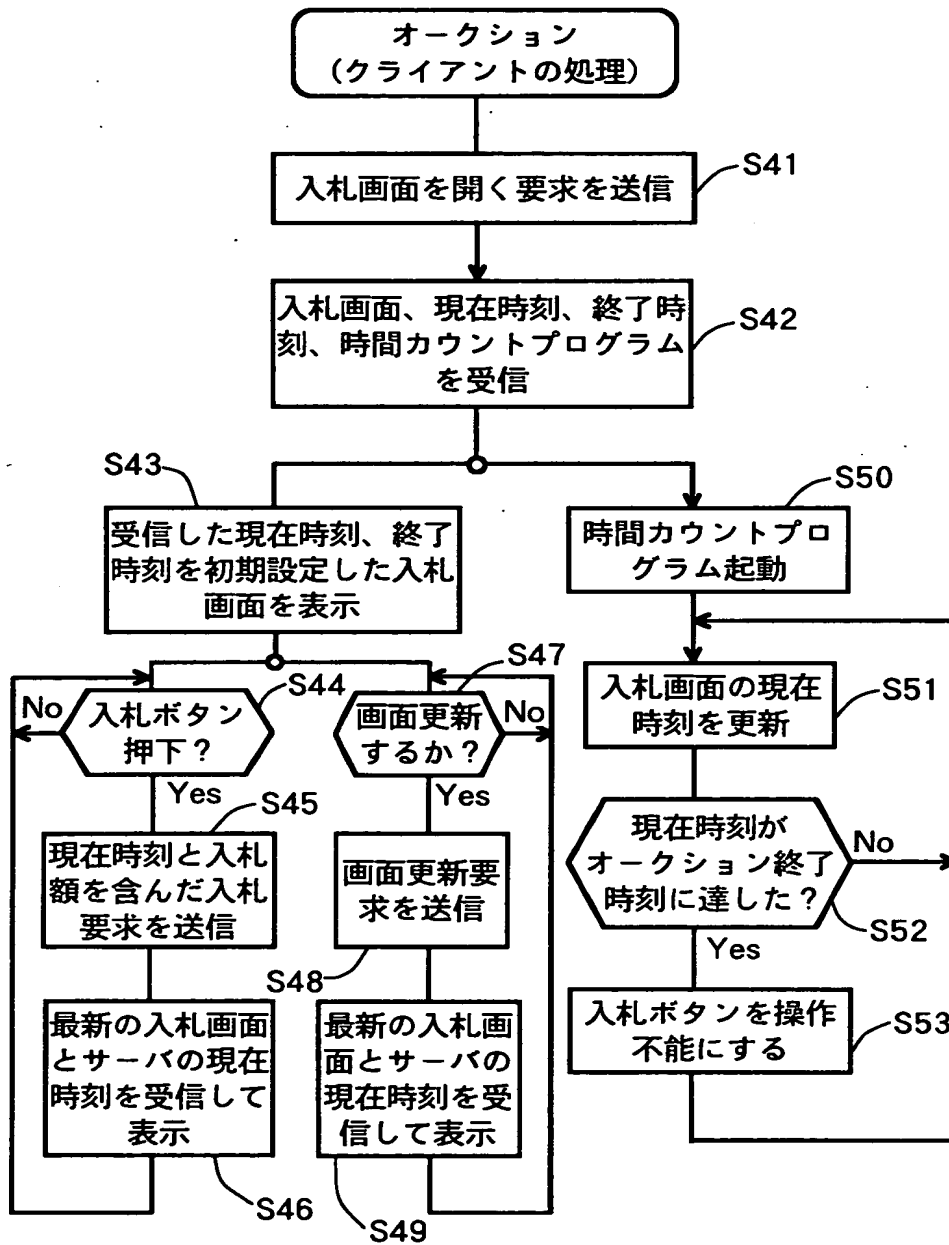 オークション
(クライアントの処理)
S41
入札画面を開く要求を送信
S42
入札画面、現在時刻、終了時
刻、時間カウントプログラム
を受信
S43
受信した現在時刻、終了
時刻を初期設定した入札
画面を表示
S44
No
入札ボタン
押下？
Yes
S45
現在時刻と入札
額を含んだ入札
要求を送信
最新の入札画面
とサーバの現在
時刻を受信して
表示
S46
S47
画面更新
するか？
No
Yes
画面更新要
求を送信
S48
最新の入札画
面とサーバの
現在時刻を受
信して表示
S49
S50
時間カウントプロ
グラム起動
入札画面の現在
時刻を更新
S51
現在時刻が
オークション終了
時刻に達した？
No
S52
Yes
入札ボタンを操作
不能にする
S53